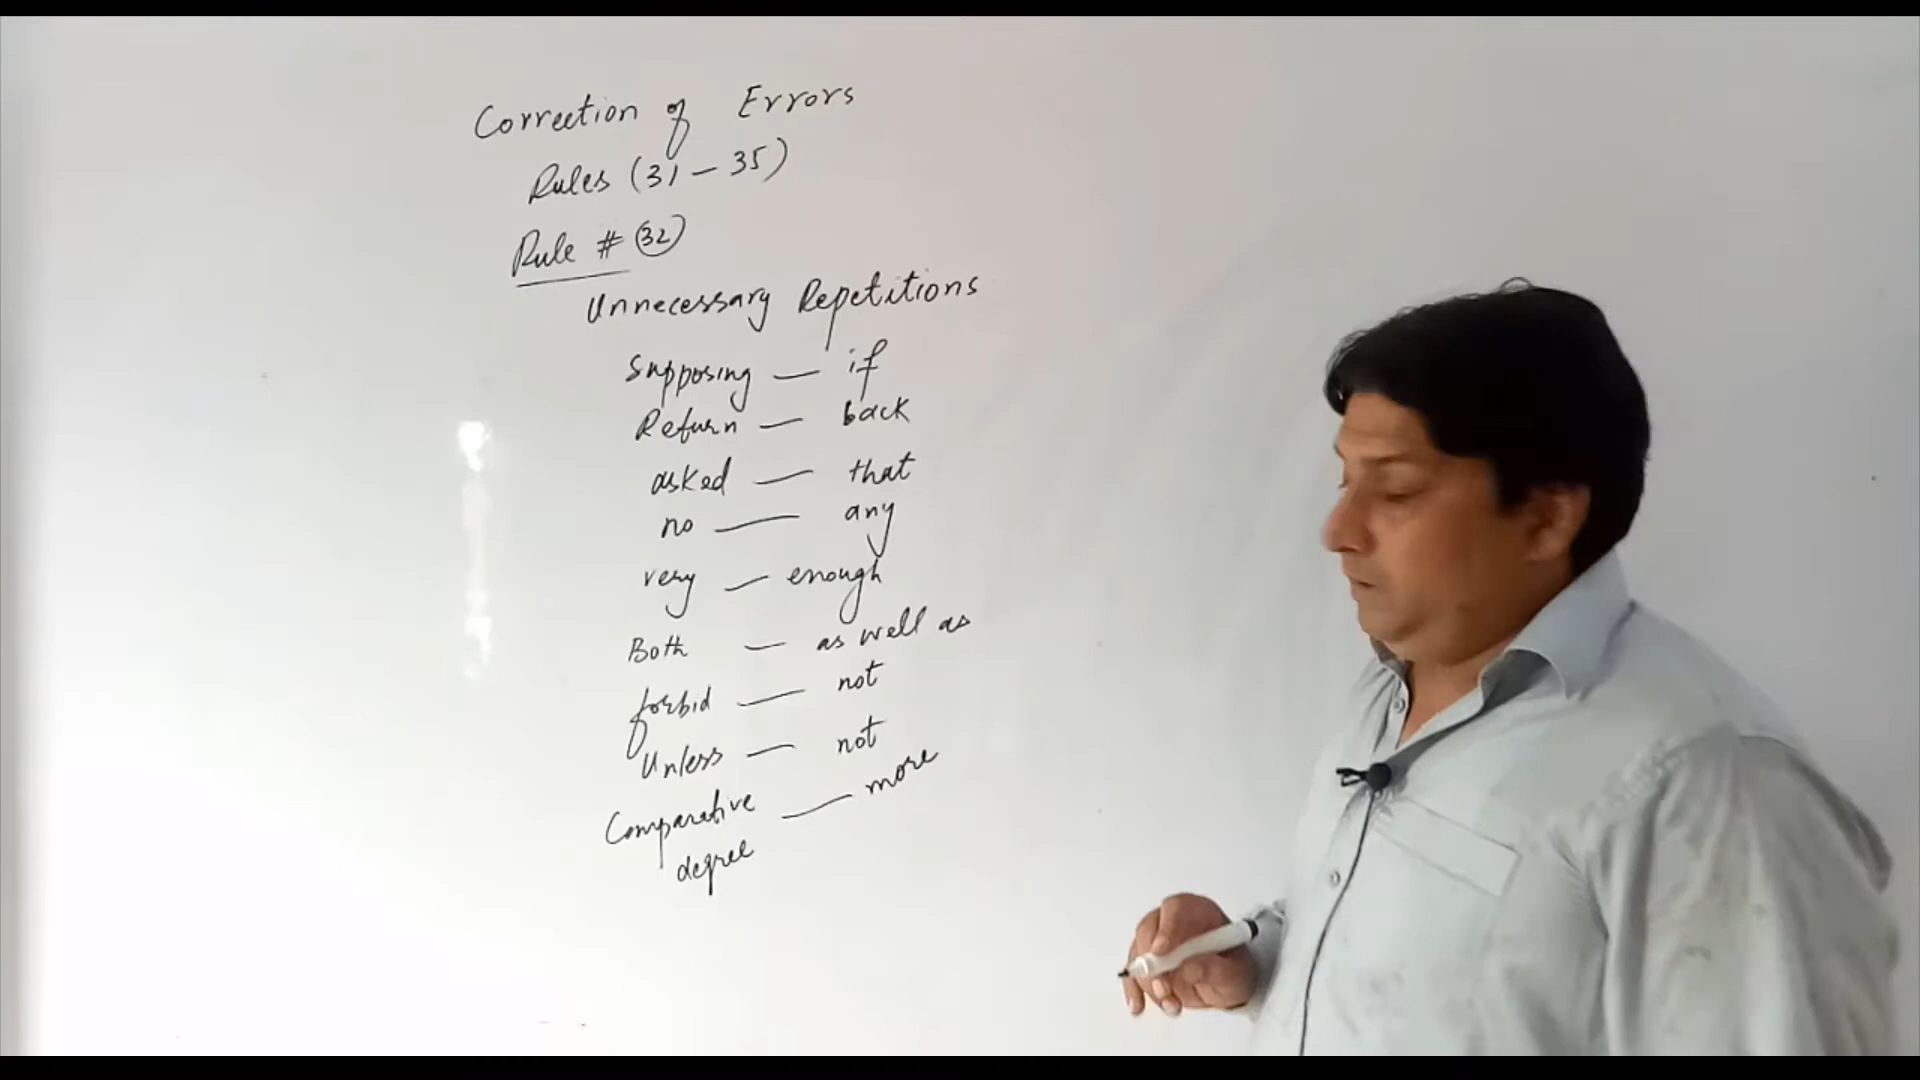 Correction of Errors
Rules (31 - 35)
Rule # 32
Unnecessary Repetitions
Supposing — if
Return — back
asked — that
no — any
very — enough
Both — as well as
forbid — not
Unless — not
Comparative degree — more